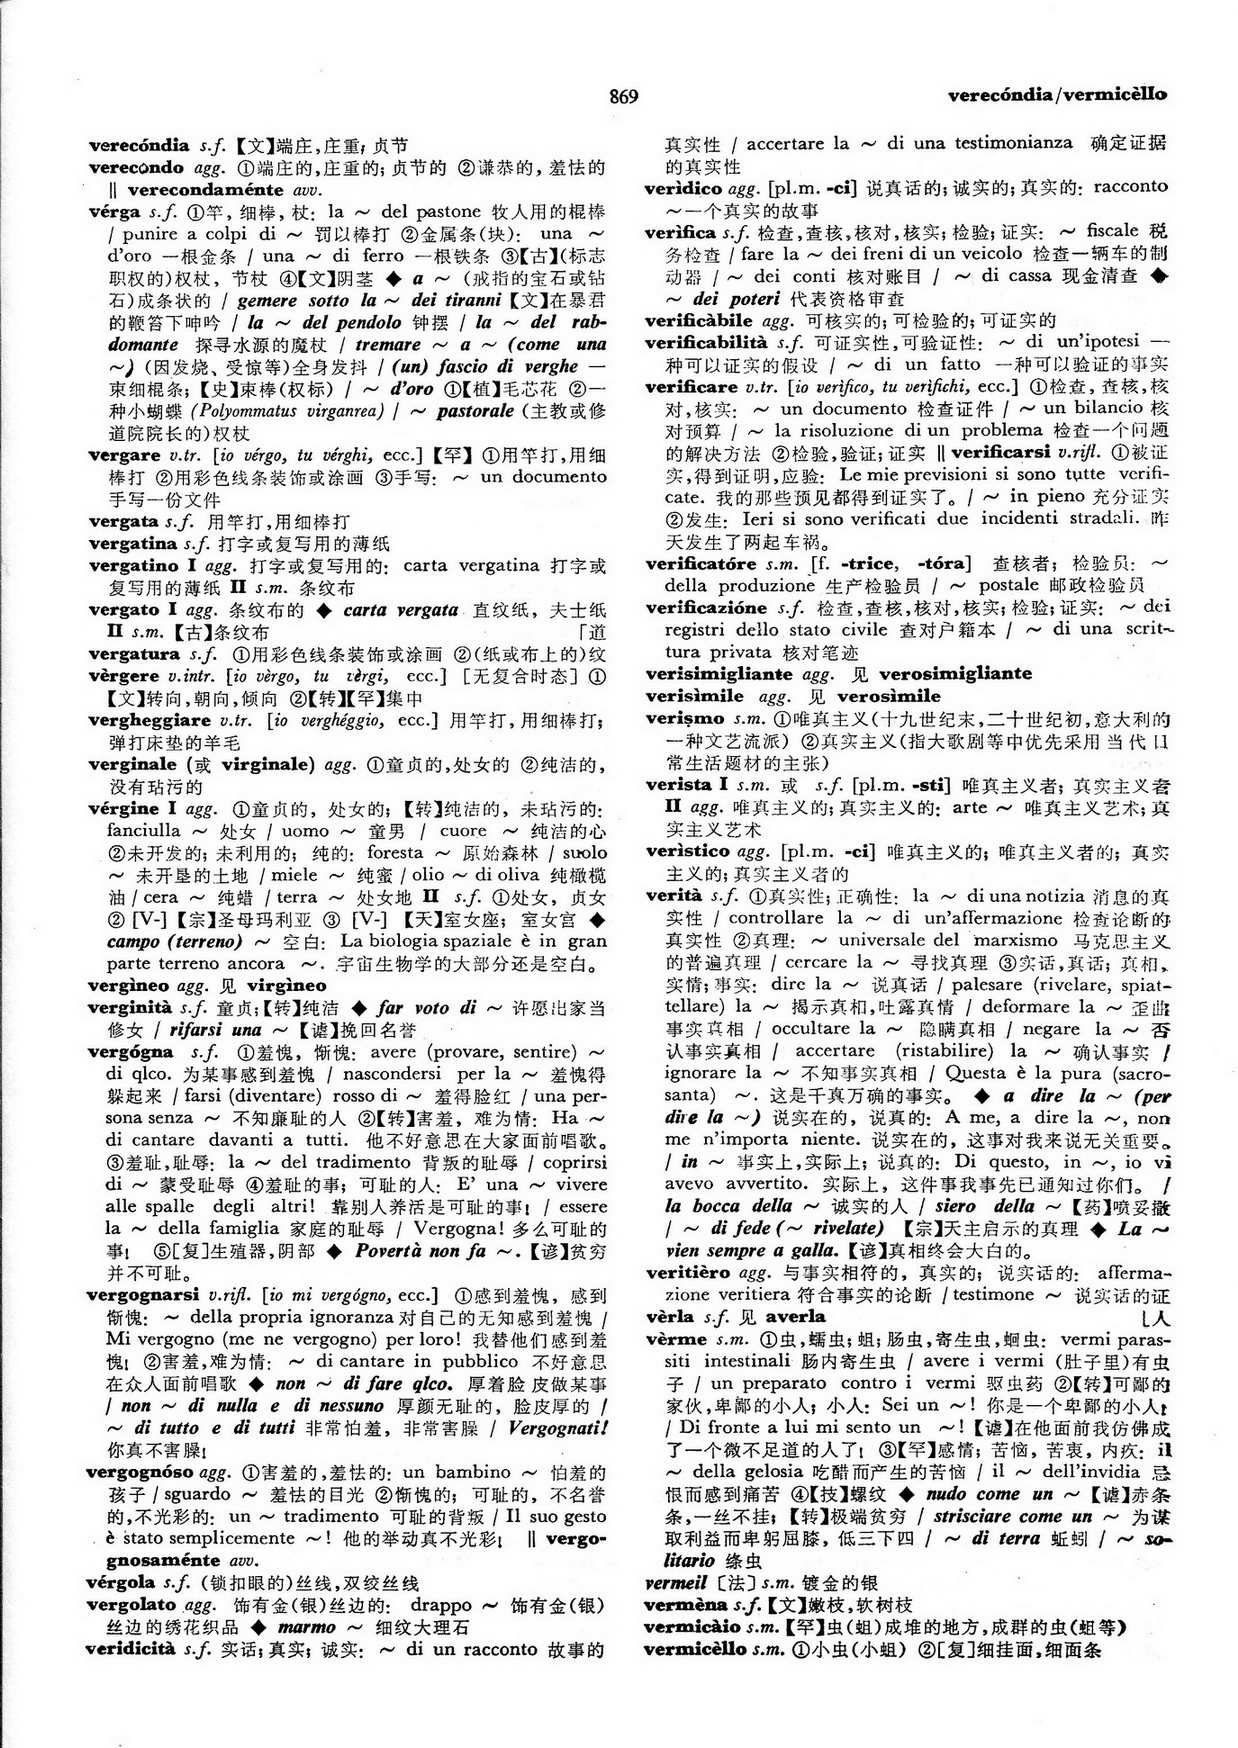 869
verecóndia/vermicèllo
verecóndia s.f.【文】端庄,庄重; 贞节
verecóndo agg. ①端庄的,庄重的; 贞节的 ②谦恭的, 羞怯的
‖ verecondaménte avv.
vérga s.f. ①竿, 细棒, 杖: la ～ del pastone 牧人用的棍棒
/ punire a colpi di ～ 罚以棒打 ②金属条(块): una ～
d'oro 一根金条 / una ～ di ferro 一根铁条 ③【古】(标志
职权的)权杖, 节杖 ④【文】阴茎 ◆ a ～ (戒指的宝石或钻
石)成条状的 / gemere sotto la ～ dei tiranni【文】在暴君
的鞭笞下呻吟 / la ～ del pendolo 钟摆 / la ～ del rab-
domante 探寻水源的魔杖 / tremare ～ a ～ (come una
～) (因发烧、受惊等)全身发抖 / (un) fascio di verghe 一
束细棍条;【史】束棒(权标) / ～ d'oro ①【植】毛芯花 ②一
种小蝴蝶 (Polyommatus virganrea) / ～ pastorale (主教或修
道院院长的)权杖
vergare v.tr. [io vérgo, tu vérghi, ecc.]【罕】①用竿打,用细
棒打 ②用彩色线条装饰或涂画 ③手写: ～ un documento
手写一份文件
vergata s.f. 用竿打,用细棒打
vergatina s.f. 打字或复写用的薄纸
vergatino I agg. 打字或复写用的: carta vergatina 打字或
复写用的薄纸 II s.m. 条纹布
vergato I agg. 条纹布的 ◆ carta vergata 直纹纸, 夫士纸
II s.m.【古】条纹布 「道
vergatura s.f. ①用彩色线条装饰或涂画 ②(纸或布上的)纹
vèrgere v.intr. [io vèrgo, tu vèrgi, ecc.] [无复合时态] ①
【文】转向,朝向,倾向 ②【转】【罕】集中
vergheggiare v.tr. [io verghéggio, ecc.] 用竿打, 用细棒打;
弹打床垫的羊毛
verginale (或 virginale) agg. ①童贞的,处女的 ②纯洁的,
没有玷污的
vérgine I agg. ①童贞的, 处女的;【转】纯洁的, 未玷污的:
fanciulla ～ 处女 / uomo ～ 童男 / cuore ～ 纯洁的心
②未开发的; 未利用的; 纯的: foresta ～ 原始森林 / suolo
～ 未开垦的土地 / miele ～ 纯蜜 / olio ～ di oliva 纯橄榄
油 / cera ～ 纯蜡 / terra ～ 处女地 II s.f. ①处女, 贞女
② [V-]【宗】圣母玛利亚 ③ [V-]【天】室女座; 室女宫 ◆
campo (terreno) ～ 空白: La biologia spaziale è in gran
parte terreno ancora ～. 宇宙生物学的大部分还是空白。
vergìneo agg. 见 virgìneo
verginità s.f. 童贞;【转】纯洁 ◆ far voto di ～ 许愿出家当
修女 / rifarsi una ～【谑】挽回名誉
vergógna s.f. ①羞愧, 惭愧: avere (provare, sentire) ～
di qlco. 为某事感到羞愧 / nascondersi per la ～ 羞愧得
躲起来 / farsi (diventare) rosso di ～ 羞得脸红 / una per-
sona senza ～ 不知廉耻的人 ②【转】害羞, 难为情: Ha ～
di cantare davanti a tutti. 他不好意思在大家面前唱歌。
③羞耻,耻辱: la ～ del tradimento 背叛的耻辱 / coprirsi
di ～ 蒙受耻辱 ④羞耻的事; 可耻的人: E' una ～ vivere
alle spalle degli altri! 靠别人养活是可耻的事! / essere
la ～ della famiglia 家庭的耻辱 / Vergogna! 多么可耻的
事! ⑤[复]生殖器,阴部 ◆ Povertà non fa ～.【谚】贫穷
并不可耻。
vergognarsi v.rifl. [io mi vergógno, ecc.] ①感到羞愧, 感到
惭愧: ～ della propria ignoranza 对自己的无知感到羞愧 /
Mi vergogno (me ne vergogno) per loro! 我替他们感到羞
愧! ②害羞,难为情: ～ di cantare in pubblico 不好意思
在众人面前唱歌 ◆ non ～ di fare qlco. 厚着脸皮做某事
/ non ～ di nulla e di nessuno 厚颜无耻的, 脸皮厚的 /
～ di tutto e di tutti 非常怕羞, 非常害臊 / Vergognati!
你真不害臊!
vergognóso agg. ①害羞的,羞怯的: un bambino ～ 怕羞的
孩子 / sguardo ～ 羞怯的目光 ②惭愧的; 可耻的, 不名誉
的,不光彩的: un ～ tradimento 可耻的背叛 / Il suo gesto
è stato semplicemente ～! 他的举动真不光彩! ‖ vergo-
gnosaménte avv.
vérgola s.f. (锁扣眼的)丝线,双绞丝线
vergolato agg. 饰有金(银)丝边的: drappo ～ 饰有金(银)
丝边的绣花织品 ◆ marmo ～ 细纹大理石
veridicità s.f. 实话; 真实; 诚实: ～ di un racconto 故事的
真实性 / accertare la ～ di una testimonianza 确定证据
的真实性
verìdico agg. [pl.m. -ci] 说真话的; 诚实的; 真实的: racconto
～一个真实的故事
verìfica s.f. 检查,查核,核对,核实; 检验; 证实: ～ fiscale 税
务检查 / fare la ～ dei freni di un veicolo 检查一辆车的制
动器 / ～ dei conti 核对账目 / ～ di cassa 现金清查 ◆
～ dei poteri 代表资格审查
verificàbile agg. 可核实的; 可检验的; 可证实的
verificabilità s.f. 可证实性,可验证性: ～ di un'ipotesi 一
种可以证实的假设 / ～ di un fatto 一种可以验证的事实
verificare v.tr. [io verìfico, tu verìfichi, ecc.] ①检查, 查核,核
对,核实: ～ un documento 检查证件 / ～ un bilancio 核
对预算 / ～ la risoluzione di un problema 检查一个问题
的解决方法 ②检验,验证; 证实 ‖ verificarsi v.rifl. ①被证
实,得到证明,应验: Le mie previsioni si sono tutte verifi-
cate. 我的那些预见都得到证实了。/ ～ in pieno 充分证实
②发生: Ieri si sono verificati due incidenti stradali. 昨
天发生了两起车祸。
verificatóre s.m. [f. -trice, -tóra] 查核者; 检验员: ～
della produzione 生产检验员 / ～ postale 邮政检验员
verificazióne s.f. 检查,查核,核对,核实; 检验; 证实: ～ dei
registri dello stato civile 查对户籍本 / ～ di una scrit-
tura privata 核对笔迹
verisimigliante agg. 见 verosimigliante
verisìmile agg. 见 verosìmile
verismo s.m. ①唯真主义(十九世纪末,二十世纪初,意大利的
一种文艺流派) ②真实主义(指大歌剧等中优先采用当代日
常生活题材的主张)
verista I s.m. 或 s.f. [pl.m. -sti] 唯真主义者; 真实主义者
II agg. 唯真主义的; 真实主义的: arte ～ 唯真主义艺术; 真
实主义艺术
verìstico agg. [pl.m. -ci] 唯真主义的; 唯真主义者的; 真实
主义的; 真实主义者的
verità s.f. ①真实性; 正确性: la ～ di una notizia 消息的真
实性 / controllare la ～ di un'affermazione 检查论断的
真实性 ②真理: ～ universale del marxismo 马克思主义
的普遍真理 / cercare la ～ 寻找真理 ③实话,真话; 真相,
实情; 事实: dire la ～ 说真话 / palesare (rivelare, spiat-
tellare) la ～ 揭示真相,吐露真情 / deformare la ～ 歪曲
事实真相 / occultare la ～ 隐瞒真相 / negare la ～ 否
认事实真相 / accertare (ristabilire) la ～ 确认事实 /
ignorare la ～ 不知事实真相 / Questa è la pura (sacro-
santa) ～. 这是千真万确的事实。 ◆ a dire la ～ (per
dire la ～) 说实在的, 说真的: A me, a dire la ～, non
me n'importa niente. 说实在的, 这事对我来说无关重要。
/ in ～ 事实上,实际上; 说真的: Di questo, in ～, io vi
avevo avvertito. 实际上, 这件事我事先已通知过你们。 /
la bocca della ～ 诚实的人 / siero della ～【药】喷妥撒
/ ～ di fede (～ rivelate)【宗】天主启示的真理 ◆ La ～
vien sempre a galla.【谚】真相终会大白的。
veritièro agg. 与事实相符的, 真实的; 说实话的: afferma-
zione veritiera 符合事实的论断 / testimone ～ 说实话的证
vèrla s.f. 见 averla ⌊人
vèrme s.m. ①虫,蠕虫; 蛆; 肠虫,寄生虫,蛔虫: vermi paras-
siti intestinali 肠内寄生虫 / avere i vermi (肚子里)有虫
子 / un preparato contro i vermi 驱虫药 ②【转】可鄙的
家伙,卑鄙的小人; 小人: Sei un ～! 你是一个卑鄙的小人!
/ Di fronte a lui mi sento un ～!【谑】在他面前我仿佛成
了一个微不足道的人了! ③【罕】感情; 苦恼, 苦衷, 内疚: il
～ della gelosia 吃醋而产生的苦恼 / il ～ dell'invidia 忌
恨而感到痛苦 ④【技】螺纹 ◆ nudo come un ～【谑】赤条
条,一丝不挂;【转】极端贫穷 / strisciare come un ～ 为谋
取利益而卑躬屈膝, 低三下四 / ～ di terra 蚯蚓 / ～ so-
litario 绦虫
vermeil [法] s.m. 镀金的银
vermèna s.f.【文】嫩枝,软树枝
vermicàio s.m.【罕】虫(蛆)成堆的地方,成群的虫(蛆等)
vermicèllo s.m. ①小虫(小蛆) ②[复]细挂面,细面条